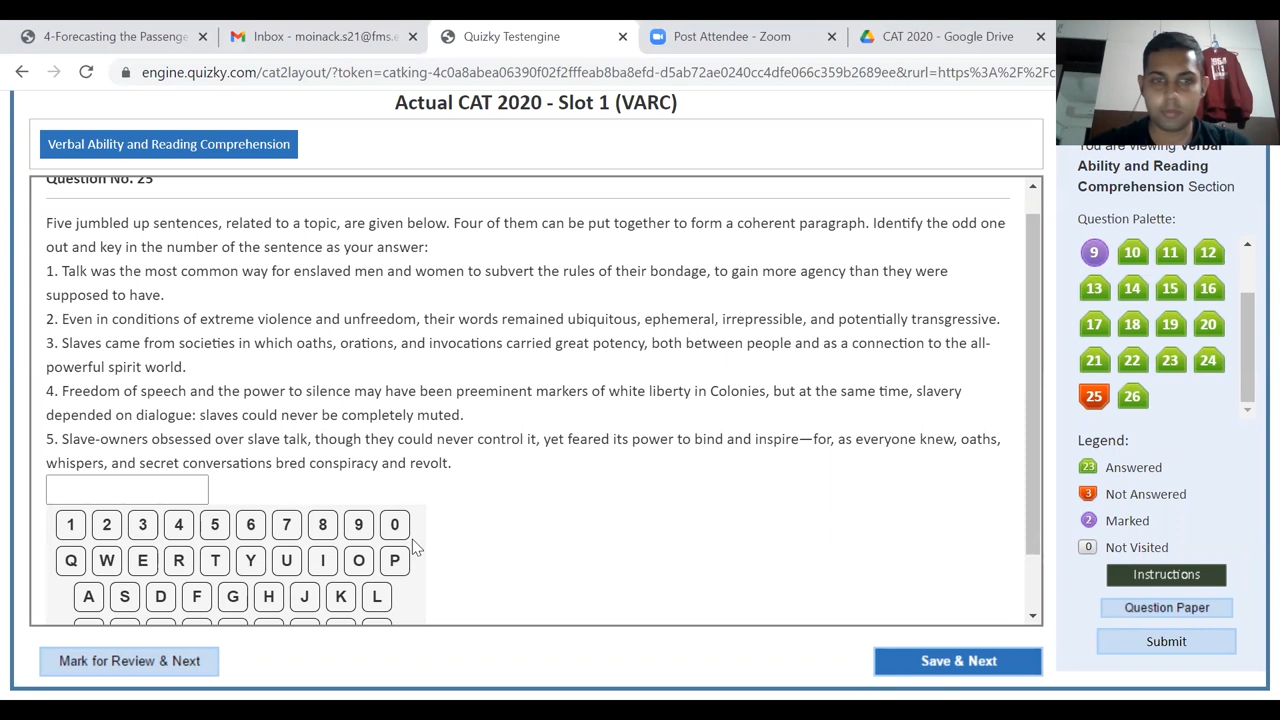 4-Forecasting the Passenge
Inbox - moinack.s21@fms.e
Quizky Testengine
Post Attendee - Zoom
CAT 2020 - Google Drive
engine.quizky.com/cat2layout/?token=catking-4c0a8abea06310f02f2fffeab8ba8efd-d5ab72ae0240cc4dfe066c359b2689ee&rurl=https%3A%2F%2Fc
Actual CAT 2020 - Slot 1 (VARC)
Verbal Ability and Reading Comprehension
Question No. 25
Five jumbled up sentences, related to a topic, are given below. Four of them can be put together to form a coherent paragraph. Identify the odd one
out and key in the number of the sentence as your answer:
1. Talk was the most common way for enslaved men and women to subvert the rules of their bondage, to gain more agency than they were
supposed to have.
2. Even in conditions of extreme violence and unfreedom, their words remained ubiquitous, ephemeral, irrepressible, and potentially transgressive.
3. Slaves came from societies in which oaths, orations, and invocations carried great potency, both between people and as a connection to the all-
powerful spirit world.
4. Freedom of speech and the power to silence may have been preeminent markers of white liberty in Colonies, but at the same time, slavery
depended on dialogue: slaves could never be completely muted.
5. Slave-owners obsessed over slave talk, though they could never control it, yet feared its power to bind and inspire—for, as everyone knew, oaths,
whispers, and secret conversations bred conspiracy and revolt.
1 2 3 4 5 6 7 8 9 0
Q W E R T Y U I O P
A S D F G H J K L
Mark for Review & Next
Save & Next
You are viewing Verbal
Ability and Reading
Comprehension Section
Question Palette:
9 10 11 12
13 14 15 16
17 18 19 20
21 22 23 24
25 26
Legend:
23 Answered
3 Not Answered
2 Marked
0 Not Visited
Instructions
Question Paper
Submit